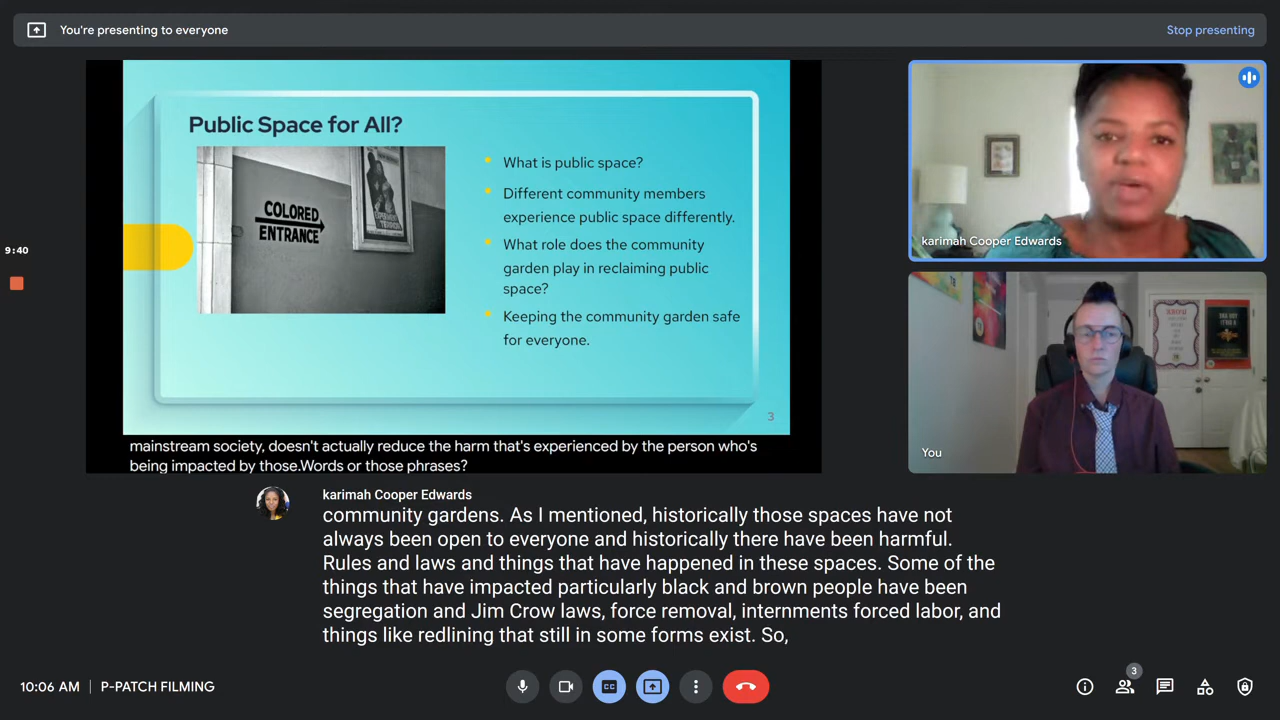 You're presenting to everyone
Stop presenting
Public Space for All?
COLORED
ENTRANCE
What is public space?
Different community members
experience public space differently.
What role does the community
garden play in reclaiming public
space?
Keeping the community garden safe
for everyone.
3
mainstream society, doesn't actually reduce the harm that's experienced by the person who's
being impacted by those.Words or those phrases?
9:40
karimah Cooper Edwards
You
karimah Cooper Edwards
community gardens. As I mentioned, historically those spaces have not
always been open to everyone and historically there have been harmful.
Rules and laws and things that have happened in these spaces. Some of the
things that have impacted particularly black and brown people have been
segregation and Jim Crow laws, force removal, internments forced labor, and
things like redlining that still in some forms exist. So,
10:06 AM | P-PATCH FILMING
CC
3